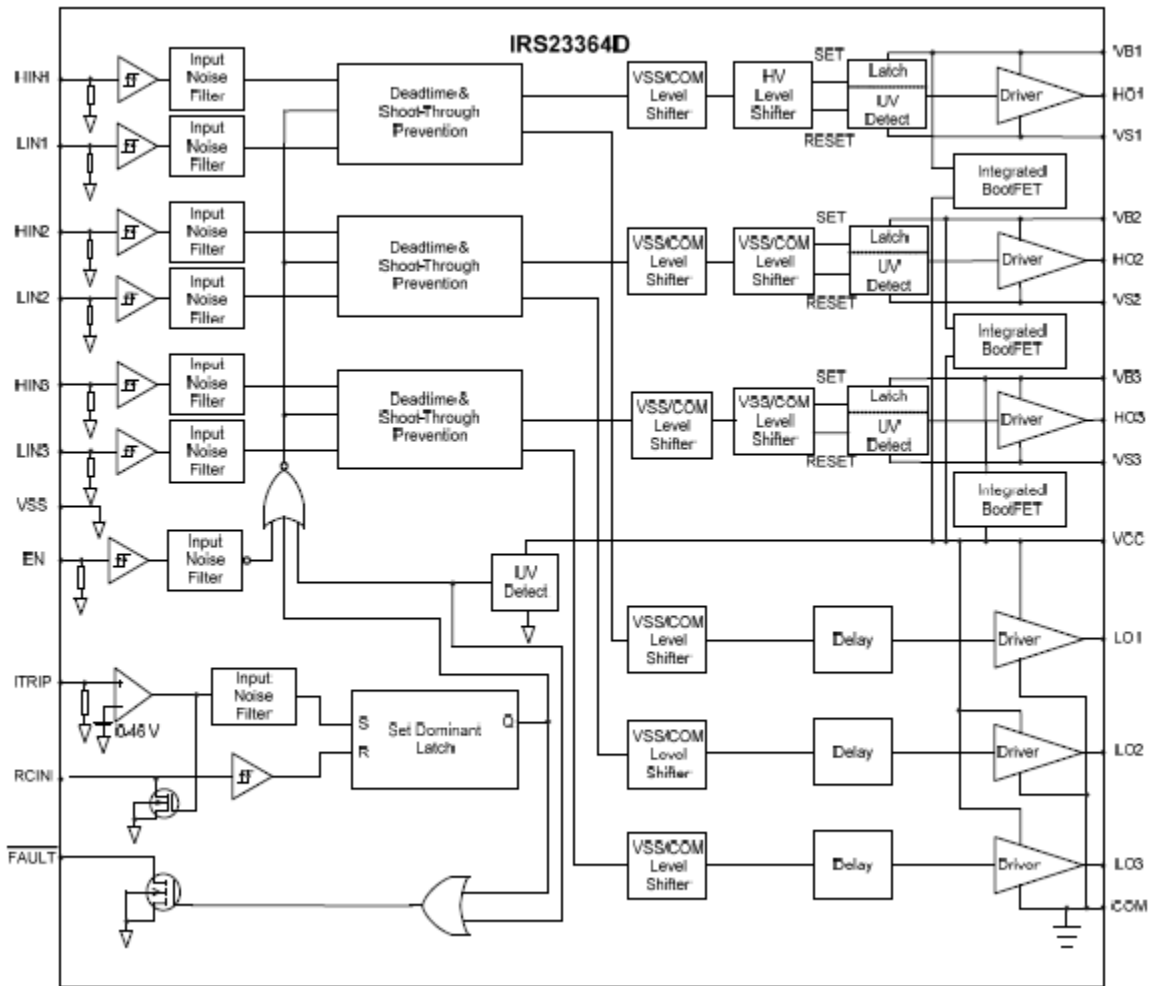 IRS23364D
HIN1
Input
Noise
Filter
LIN1
Input
Noise
Filter
Deadtime &
Shoot-Through
Prevention
VSS/COM
Level
Shifter
HV
Level
Shifter
SET
RESET
Latch
UV
Detect
Driver
VB1
HO1
VS1
Integrated
BootFET
HIN2
Input
Noise
Filter
LIN2
Input
Noise
Filter
Deadtime &
Shoot-Through
Prevention
VSS/COM
Level
Shifter
VSS/COM
Level
Shifter
SET
RESET
Latch
UV
Detect
Driver
VB2
HO2
VS2
Integrated
BootFET
HIN3
Input
Noise
Filter
LIN3
Input
Noise
Filter
Deadtime &
Shoot-Through
Prevention
VSS/COM
Level
Shifter
VSS/COM
Level
Shifter
SET
RESET
Latch
UV
Detect
Driver
VB3
HO3
VS3
Integrated
BootFET
VSS
EN
Input
Noise
Filter
UV
Detect
VCC
VSS/COM
Level
Shifter
Delay
Driver
LO1
ITRIP
0.46 V
Input
Noise
Filter
S
R
Set Dominant
Latch
Q
RCIN
VSS/COM
Level
Shifter
Delay
Driver
LO2
FAULT
VSS/COM
Level
Shifter
Delay
Driver
LO3
COM